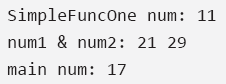 SimpleFuncOne num: 11
num1 & num2: 21 29
main num: 17